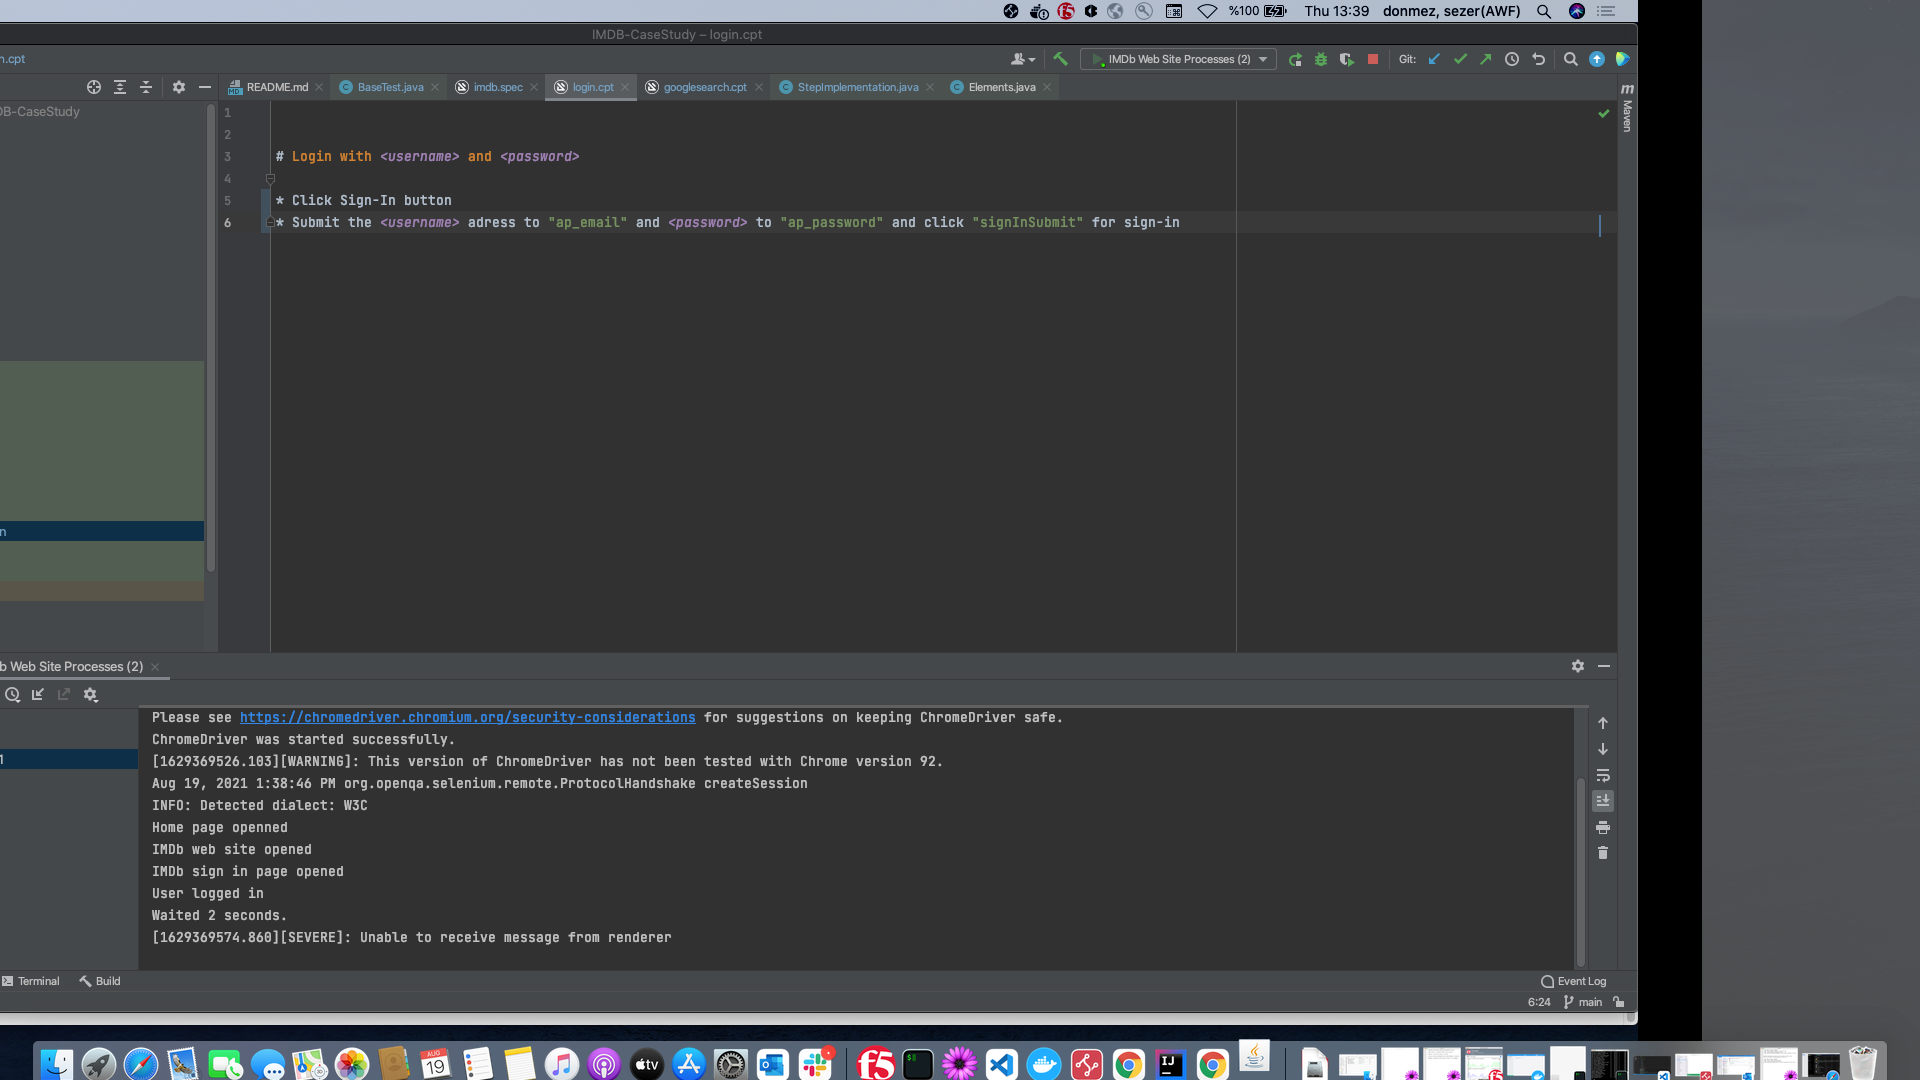 %100
Thu 13:39
donmez, sezer(AWF)
IMDB-CaseStudy – login.cpt
n.cpt
IMDb Web Site Processes (2)
Git:
README.md
BaseTest.java
imdb.spec
login.cpt
googlesearch.cpt
StepImplementation.java
Elements.java
DB-CaseStudy
m
Maven
1
2
3 # Login with <username> and <password>
4
5 * Click Sign-In button
6 * Submit the <username> adress to "ap_email" and <password> to "ap_password" and click "signInSubmit" for sign-in
n
b Web Site Processes (2)
Please see https://chromedriver.chromium.org/security-considerations for suggestions on keeping ChromeDriver safe.
ChromeDriver was started successfully.
[1629369526.103][WARNING]: This version of ChromeDriver has not been tested with Chrome version 92.
Aug 19, 2021 1:38:46 PM org.openqa.selenium.remote.ProtocolHandshake createSession
INFO: Detected dialect: W3C
Home page openned
IMDb web site opened
IMDb sign in page opened
User logged in
Waited 2 seconds.
[1629369574.860][SEVERE]: Unable to receive message from renderer
Terminal
Build
Event Log
6:24
main
AUG
19
tv
f5
IJ